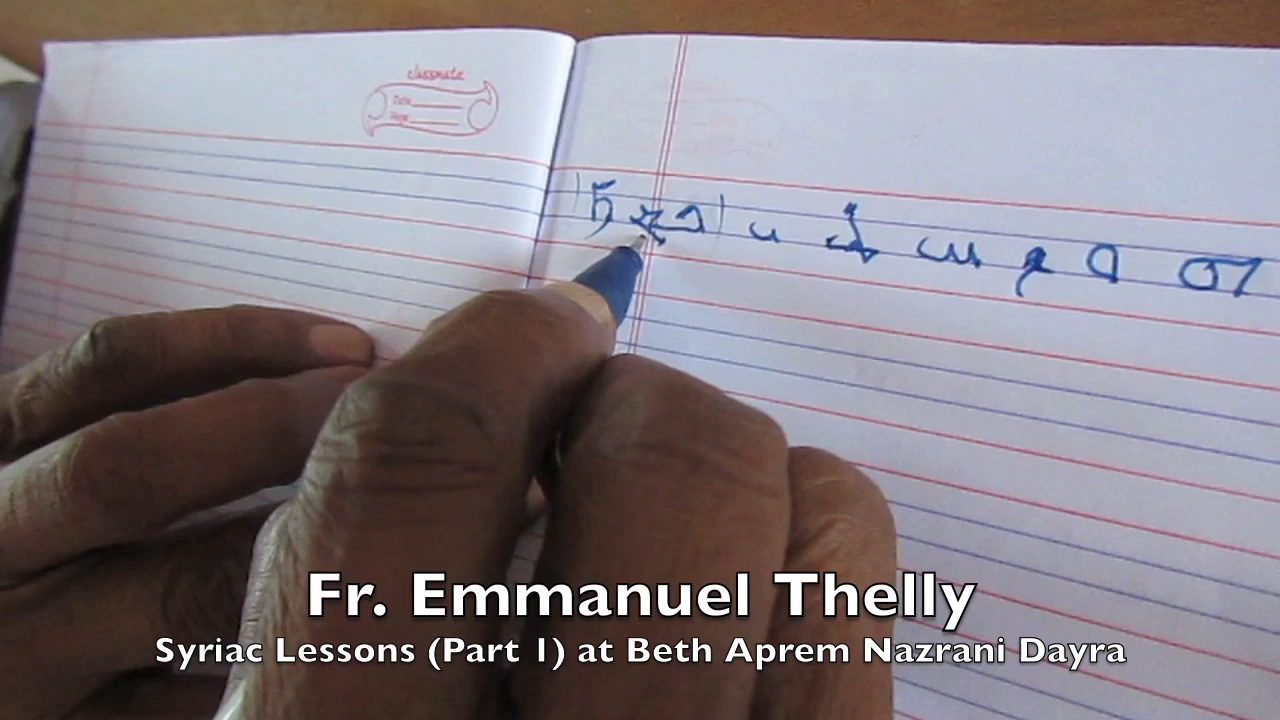 classmate
Date
Page
ܗ ܘ ܙ ܚ ܛ ܝ
Fr. Emmanuel Thelly
Syriac Lessons (Part 1) at Beth Aprem Nazrani Dayra